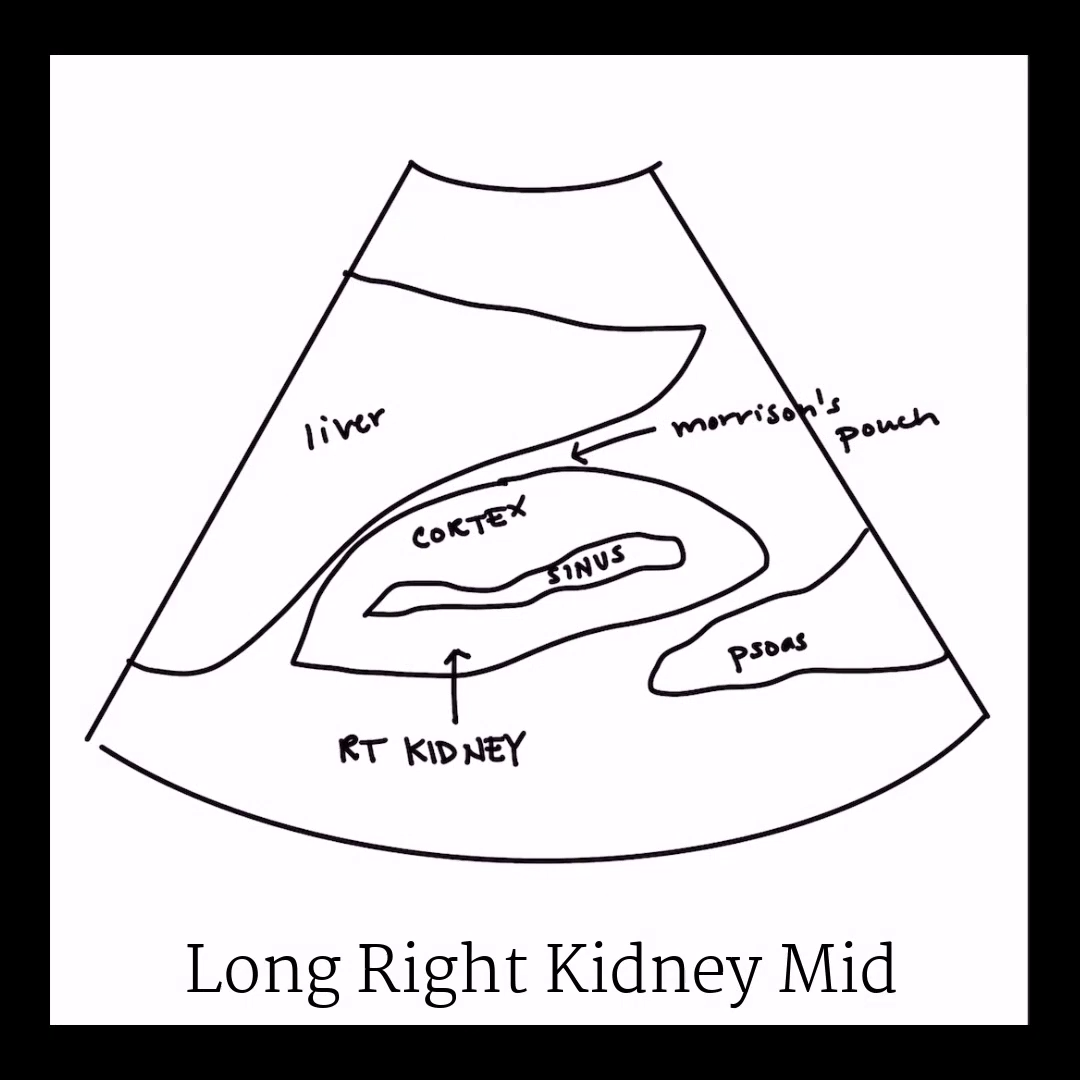 liver
morrison's
pouch
CORTEX
SINUS
psoas
RT KIDNEY
Long Right Kidney Mid